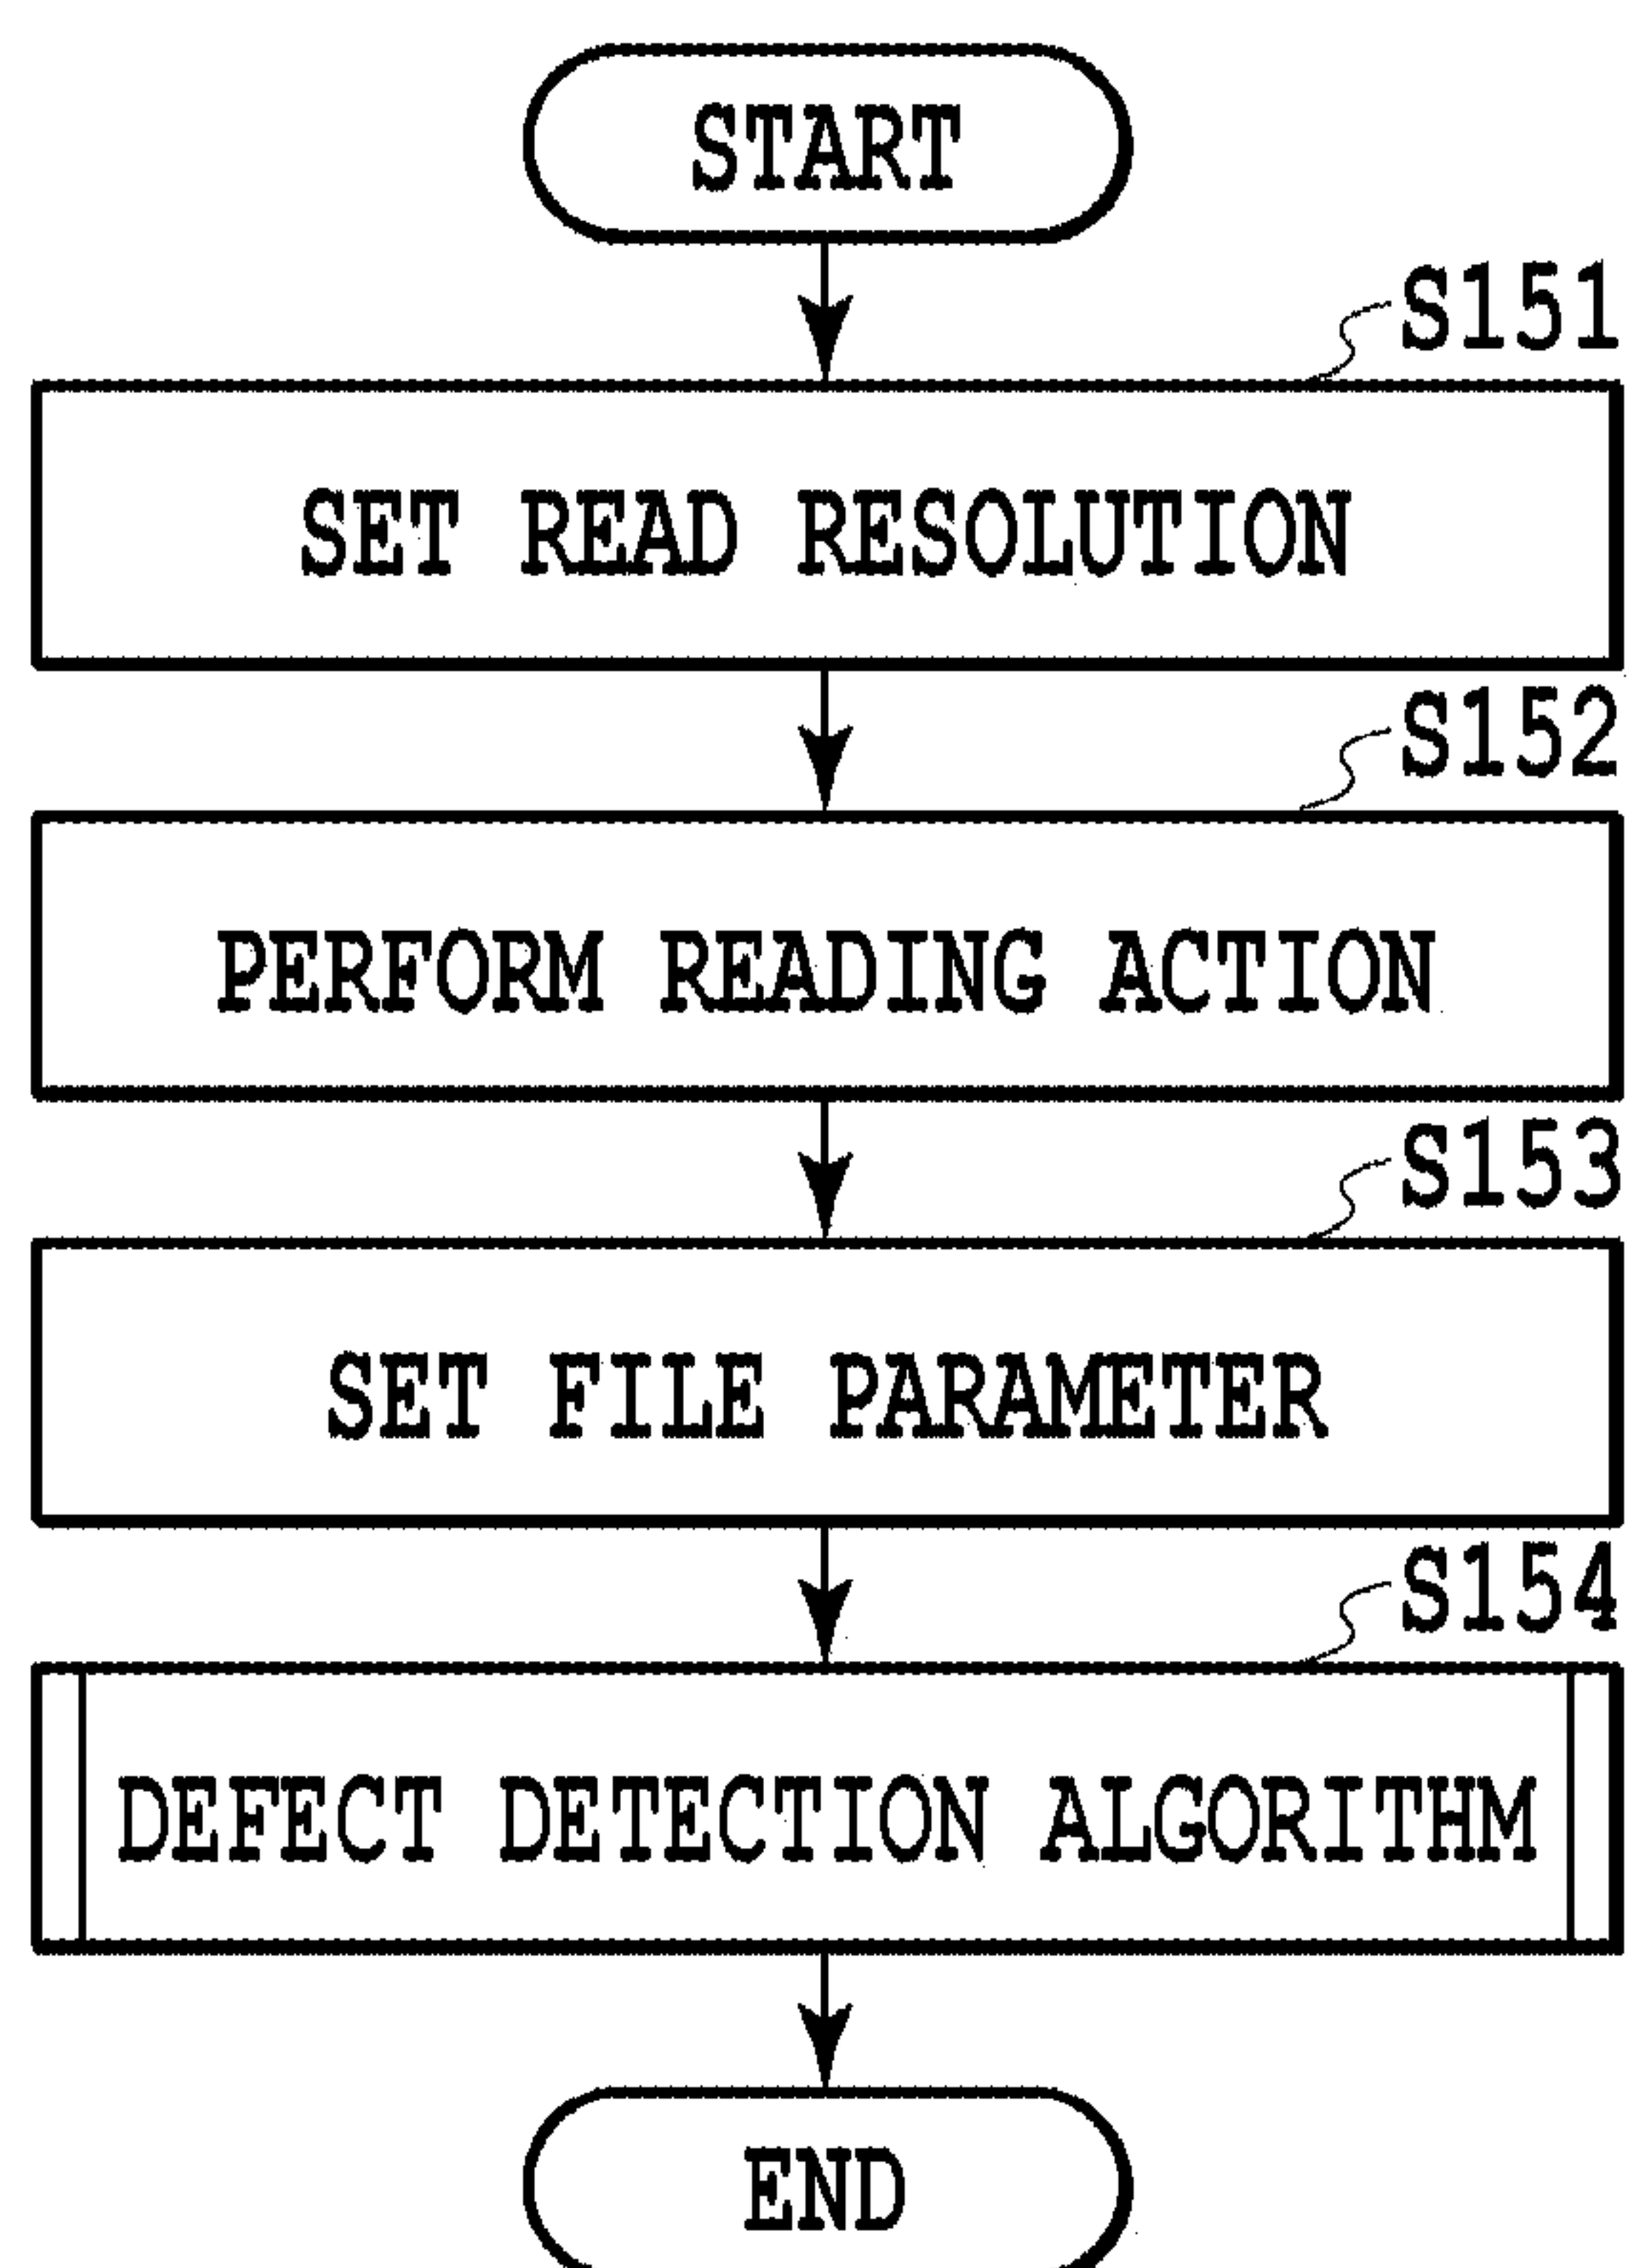 START
S151
SET READ RESOLUTION
S152
PERFORM READING ACTION
S153
SET FILE PARAMETER
S154
DEFECT DETECTION ALGORITHM
END